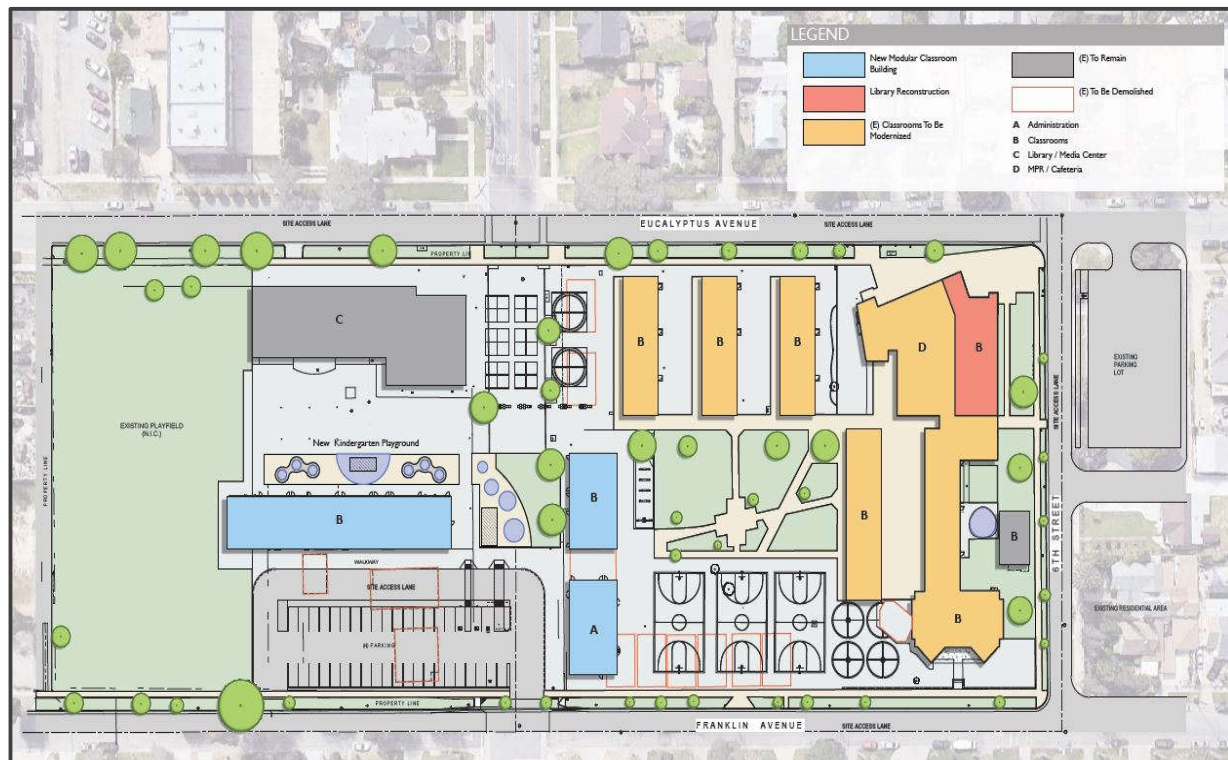 LEGEND
New Modular Classroom
Building
(E) To Remain
Library Reconstruction
(E) To Be Demolished
(E) Classrooms To Be
Modernized
A Administration
B Classrooms
C Library / Media Center
D MPR / Cafeteria
SITE ACCESS LANE
EUCALYPTUS AVENUE
SITE ACCESS LANE
PROPERTY LINE
C
B
B
B
D
B
EXISTING
PARKING
LOT
SITE ACCESS LANE
EXISTING PLAYFIELD
(N.I.C.)
New Kindergarten Playground
PROPERTY LINE
B
B
B
B
6TH STREET
WALKWAY
SITE ACCESS LANE
A
B
EXISTING RESIDENTIAL AREA
(N) PARKING
PROPERTY LINE
FRANKLIN AVENUE
SITE ACCESS LANE